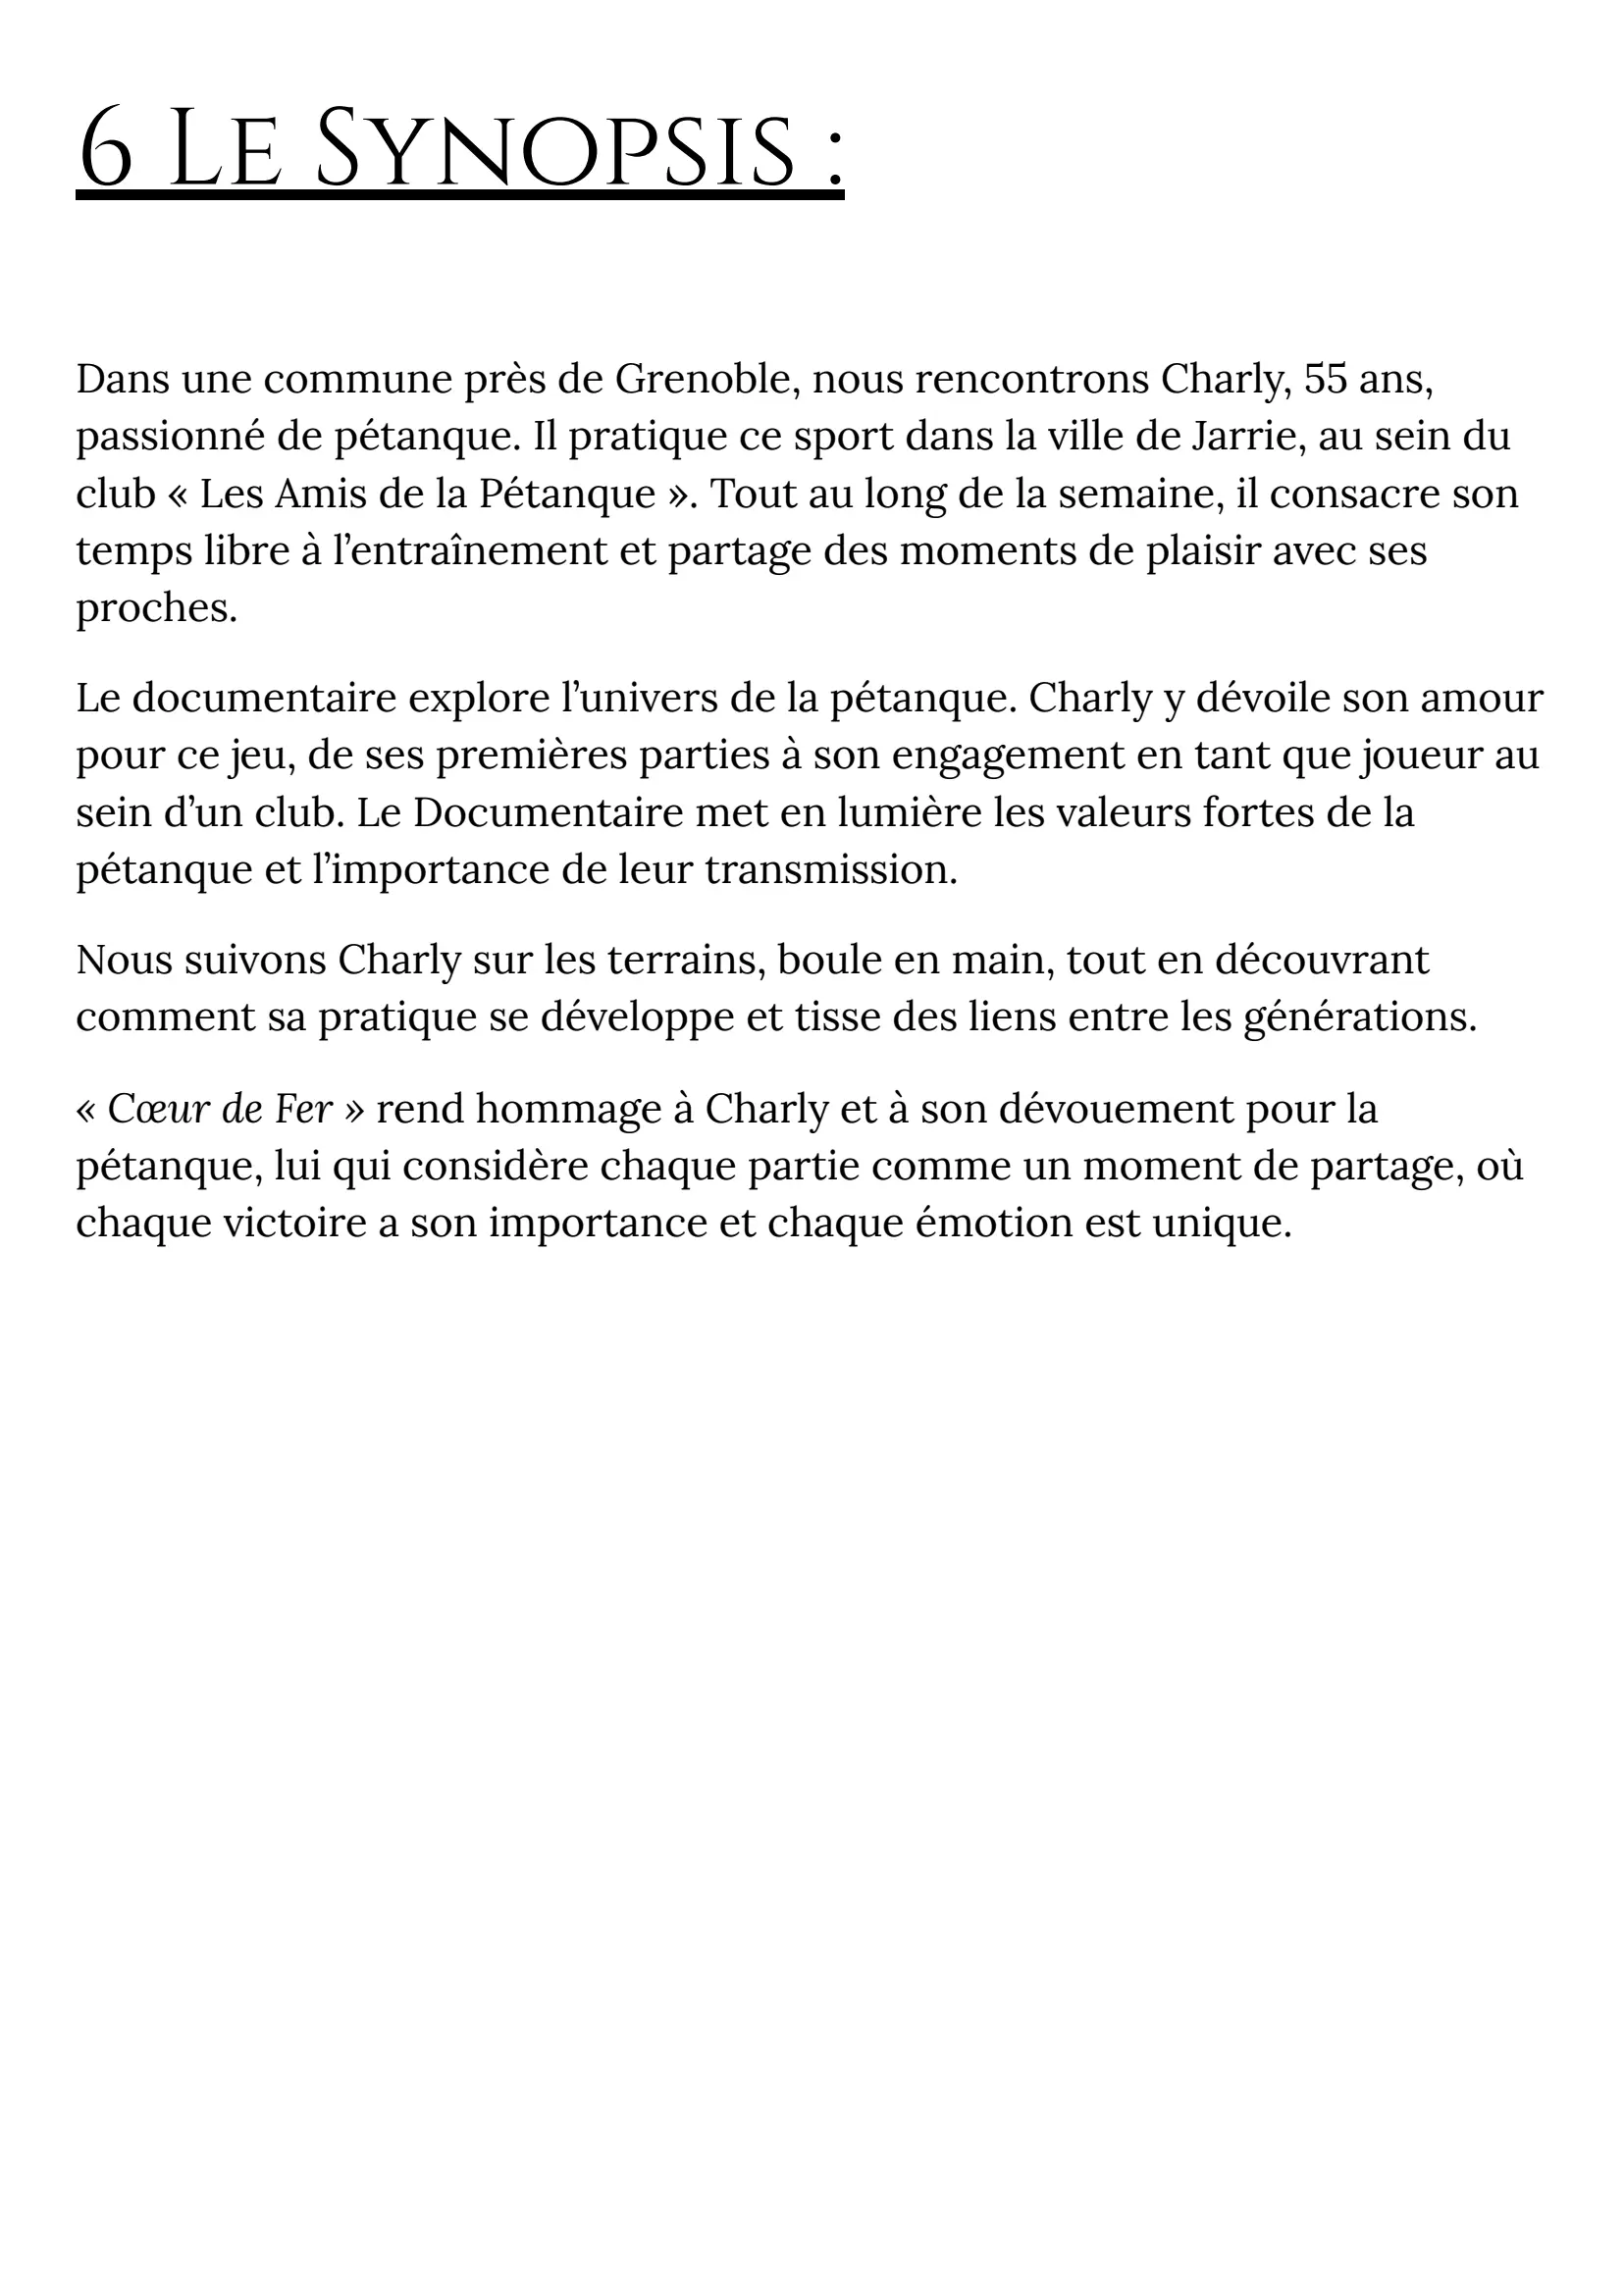 6 Le Synopsis :
Dans une commune près de Grenoble, nous rencontrons Charly, 55 ans,
passionné de pétanque. Il pratique ce sport dans la ville de Jarrie, au sein du
club « Les Amis de la Pétanque ». Tout au long de la semaine, il consacre son
temps libre à l’entraînement et partage des moments de plaisir avec ses
proches.
Le documentaire explore l’univers de la pétanque. Charly y dévoile son amour
pour ce jeu, de ses premières parties à son engagement en tant que joueur au
sein d’un club. Le Documentaire met en lumière les valeurs fortes de la
pétanque et l’importance de leur transmission.
Nous suivons Charly sur les terrains, boule en main, tout en découvrant
comment sa pratique se développe et tisse des liens entre les générations.
« Cœur de Fer » rend hommage à Charly et à son dévouement pour la
pétanque, lui qui considère chaque partie comme un moment de partage, où
chaque victoire a son importance et chaque émotion est unique.